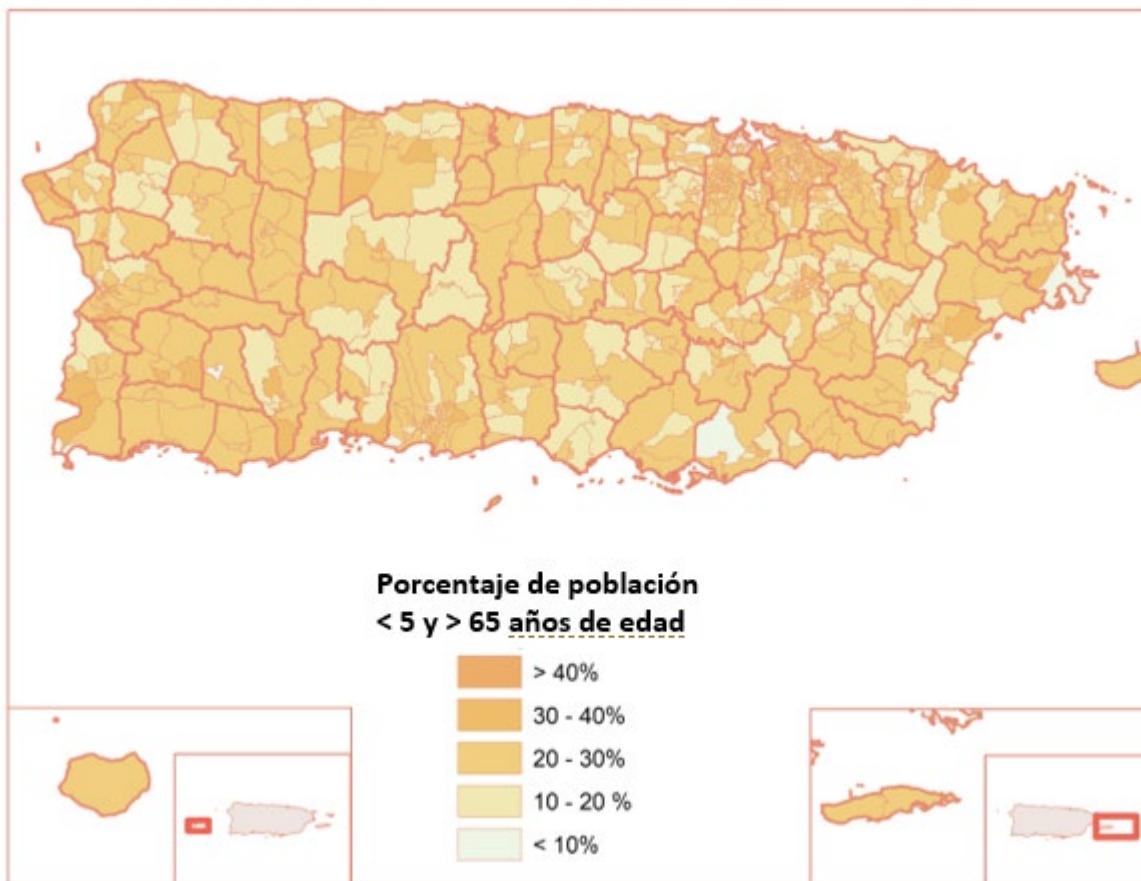 Porcentaje de población
< 5 y > 65 años de edad
> 40%
30 - 40%
20 - 30%
10 - 20 %
< 10%